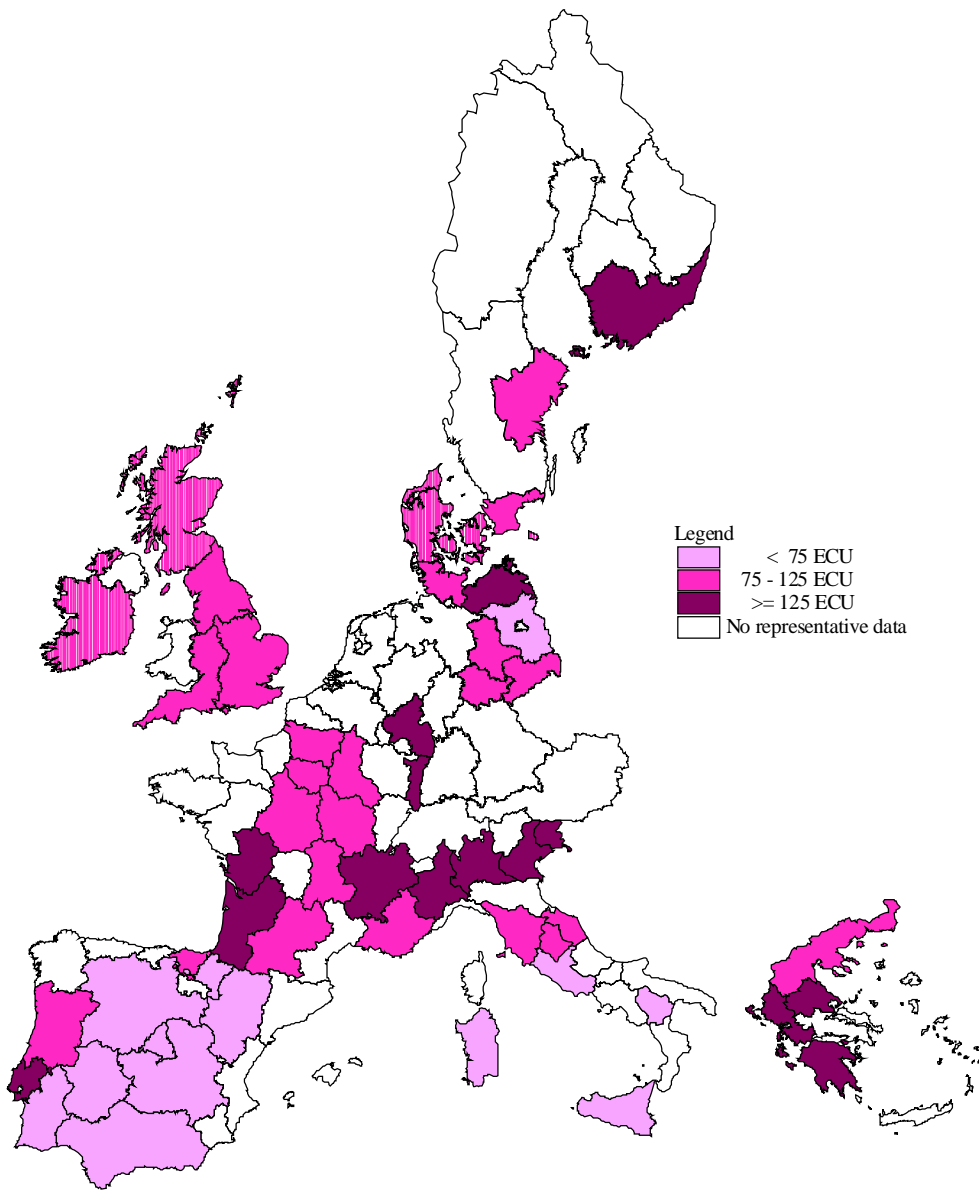 Legend
< 75 ECU
75 - 125 ECU
>= 125 ECU
No representative data